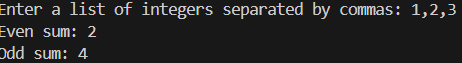 Enter a list of integers separated by commas: 1,2,3
Even sum: 2
Odd sum: 4